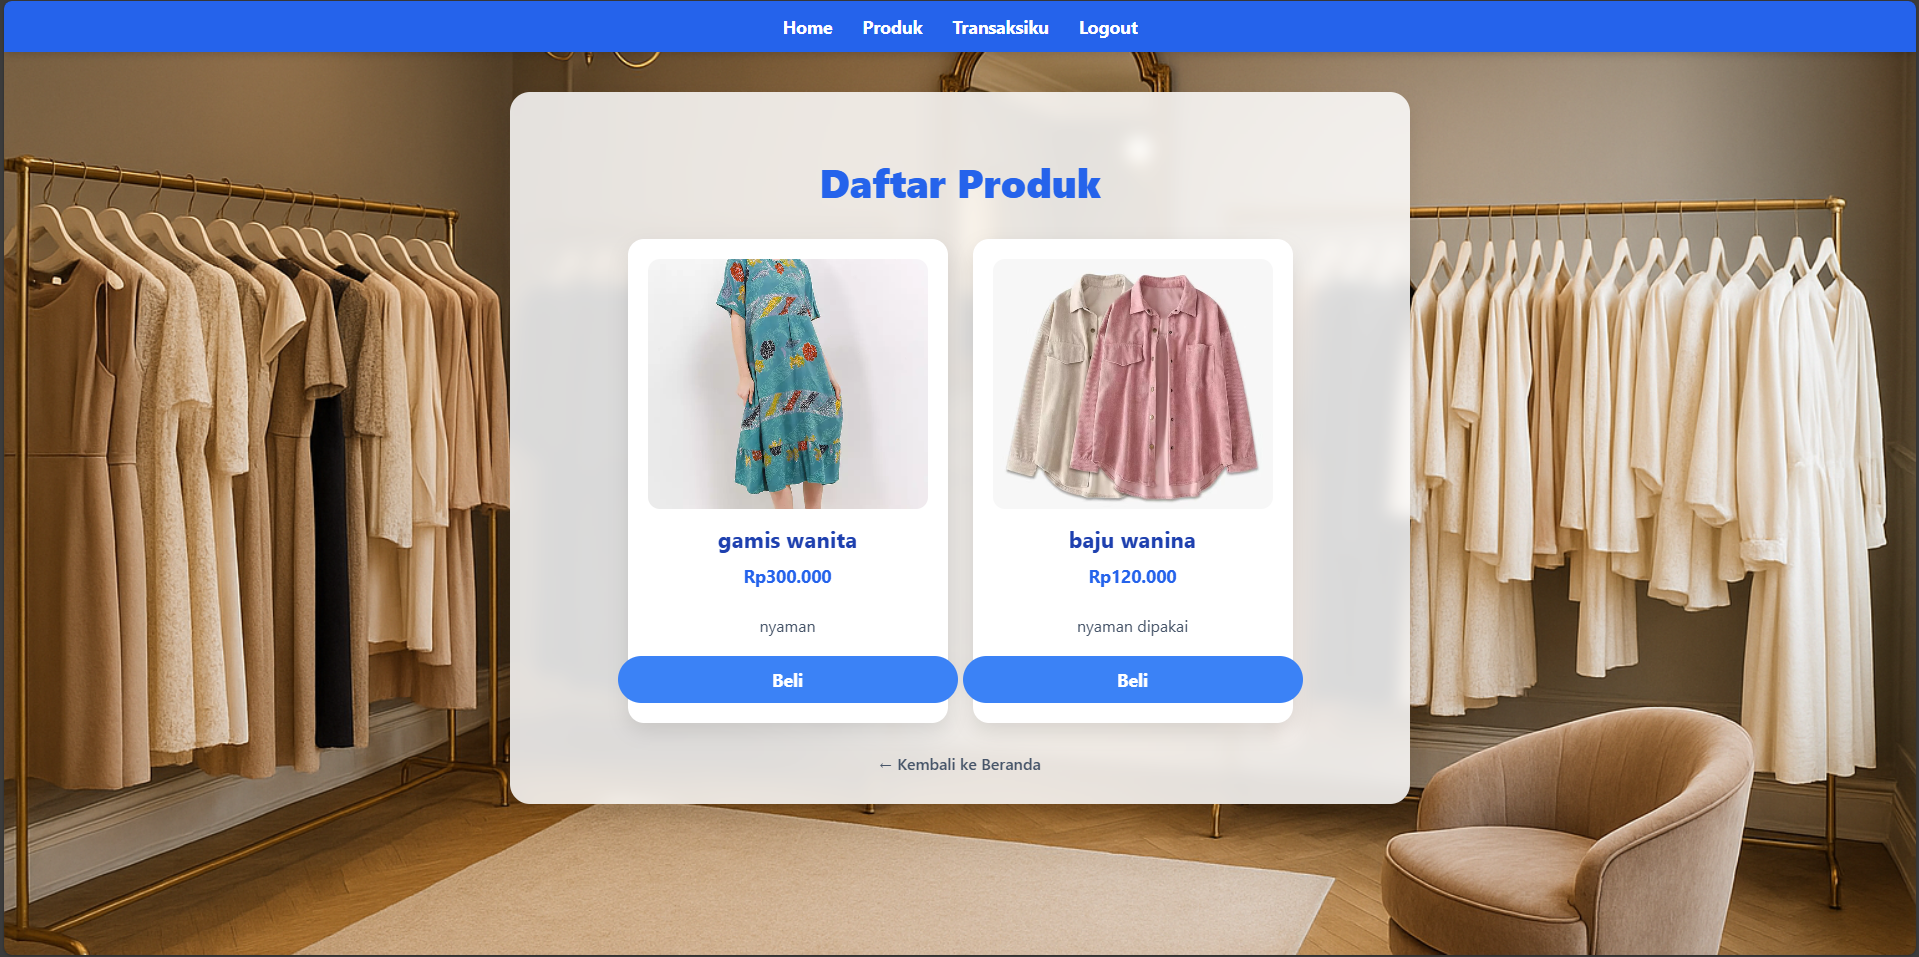 Home Produk Transaksiku Logout
Daftar Produk
gamis wanita
Rp300.000
nyaman
Beli
baju wanina
Rp120.000
nyaman dipakai
Beli
← Kembali ke Beranda